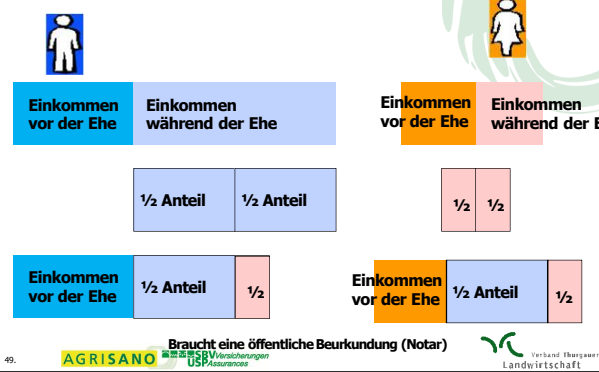 Einkommen
vor der Ehe
Einkommen
während der Ehe
Einkommen
vor der Ehe
Einkommen
während der E
½ Anteil
½ Anteil
½
½
Einkommen
vor der Ehe
½ Anteil
½
Einkommen
vor der Ehe
½ Anteil
½
Braucht eine öffentliche Beurkundung (Notar)
49.
AGRISANO
SBV Versicherungen
USP Assurances
Verband Thurgauer
Landwirtschaft